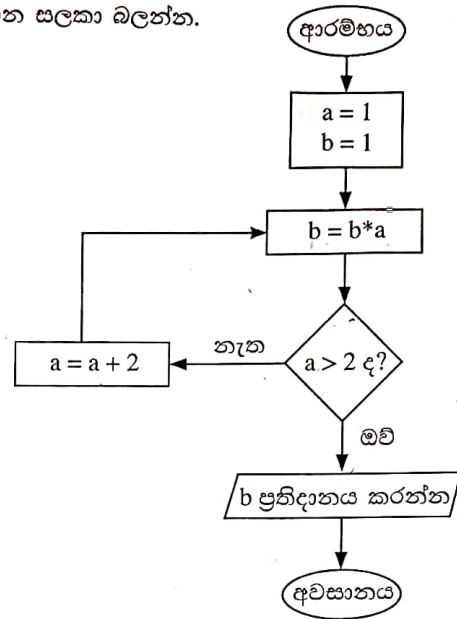 සලකා බලන්න.
ආරම්භය
a = 1
b = 1
b = b*a
a > 2 ද?
නැත
a = a + 2
ඔව්
b ප්‍රතිදානය කරන්න
අවසානය